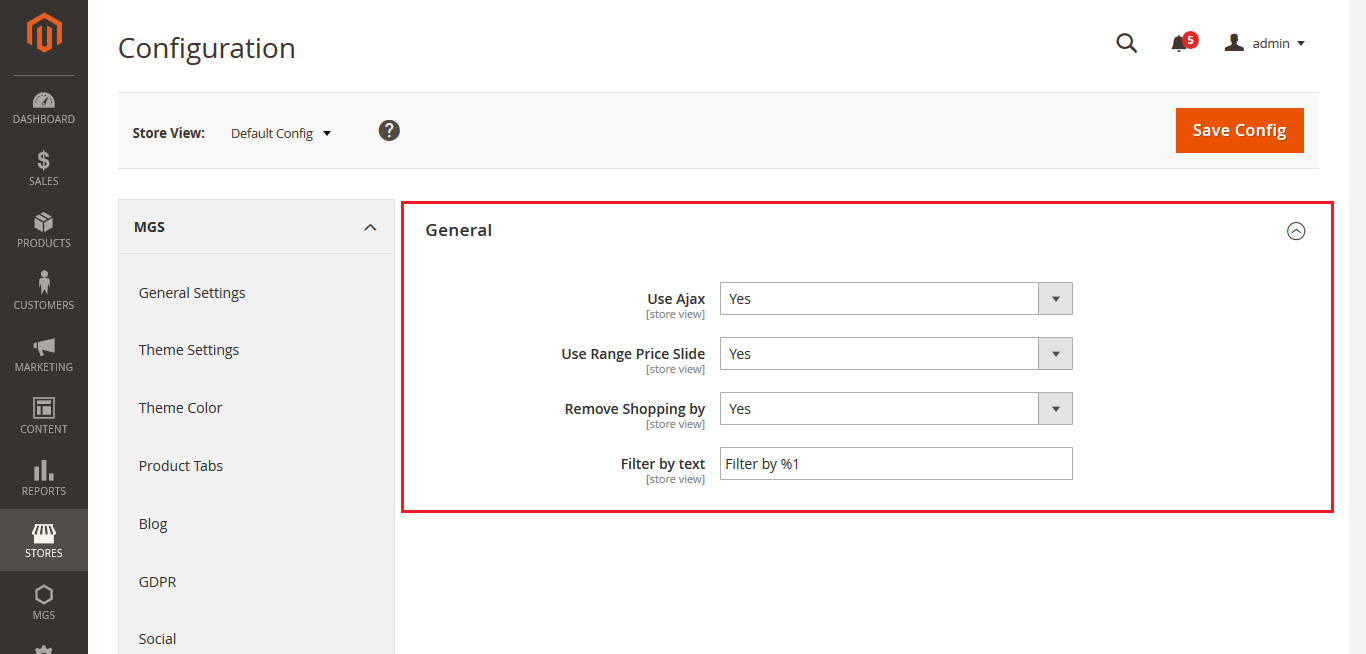 Configuration
5
admin
DASHBOARD
SALES
PRODUCTS
CUSTOMERS
MARKETING
CONTENT
REPORTS
STORES
MGS
Store View:
Default Config
?
Save Config
MGS
General Settings
Theme Settings
Theme Color
Product Tabs
Blog
GDPR
Social
General
Use Ajax
[store view]
Yes
Use Range Price Slide
[store view]
Yes
Remove Shopping by
[store view]
Yes
Filter by text
[store view]
Filter by %1